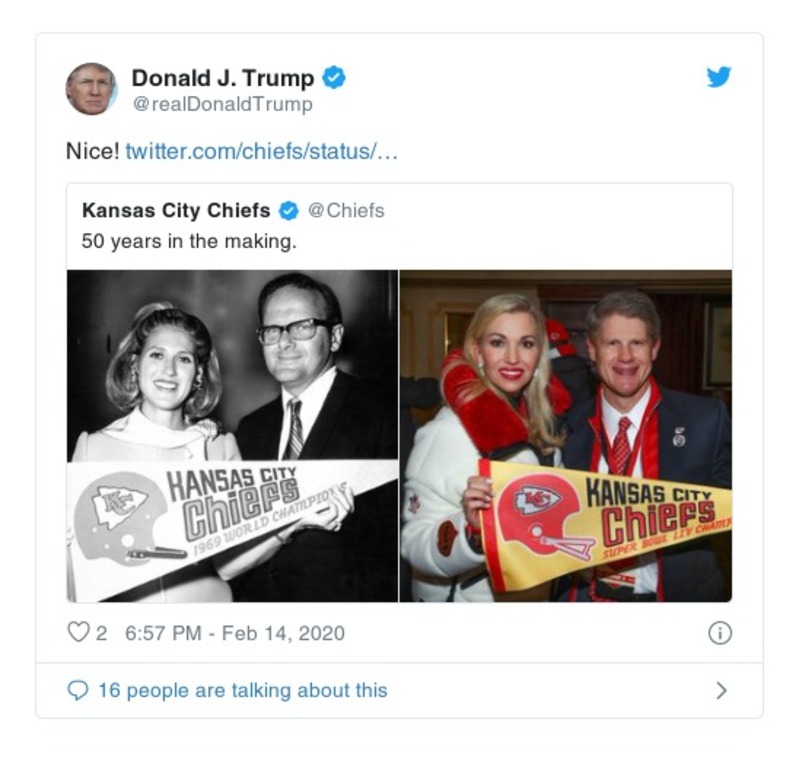 Donald J. Trump
@realDonaldTrump
Nice! twitter.com/chiefs/status/…
Kansas City Chiefs @Chiefs
50 years in the making.
KANSAS CITY
Chiefs
1969 WORLD CHAMPIONS
KC
KANSAS CITY
Chiefs
SUPER BOWL LIV CHAMP
KC
2 6:57 PM - Feb 14, 2020
16 people are talking about this